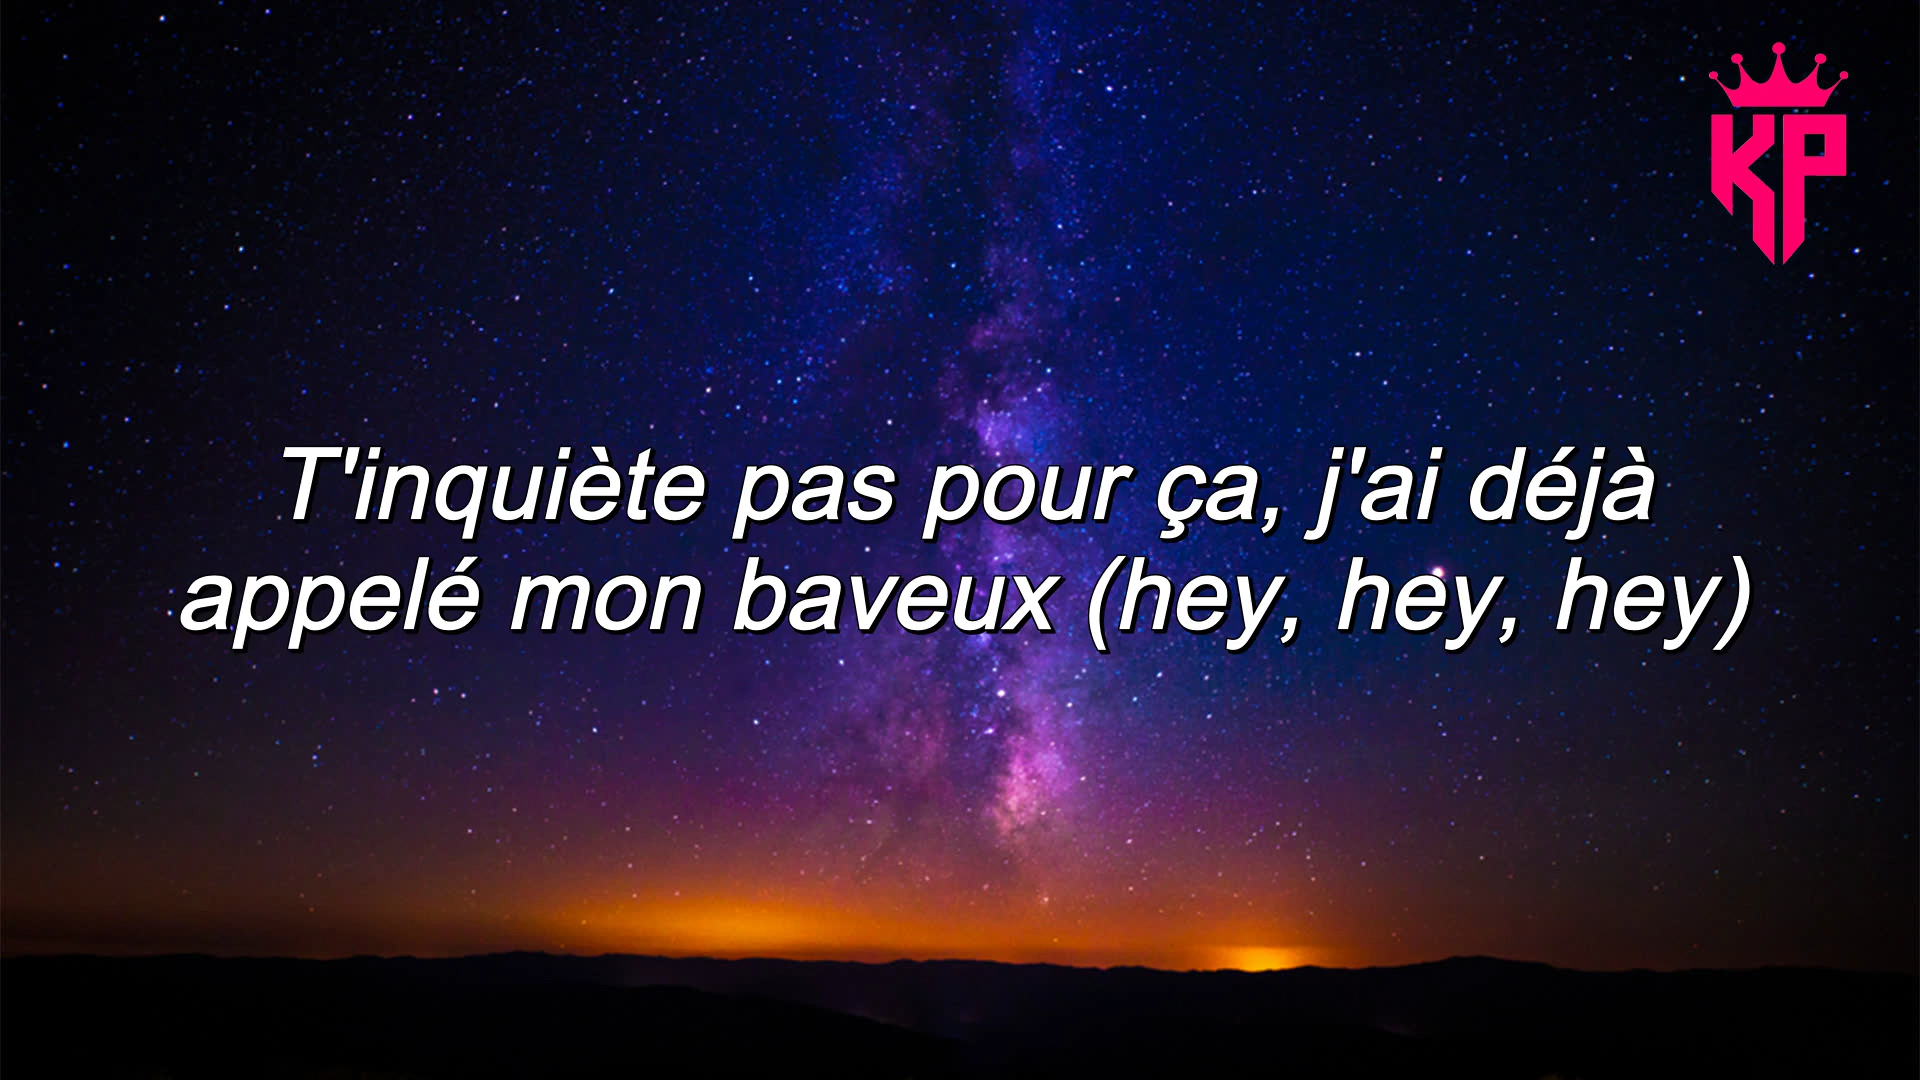 KP
T'inquiète pas pour ça, j'ai déjà
appelé mon baveux (hey, hey, hey)